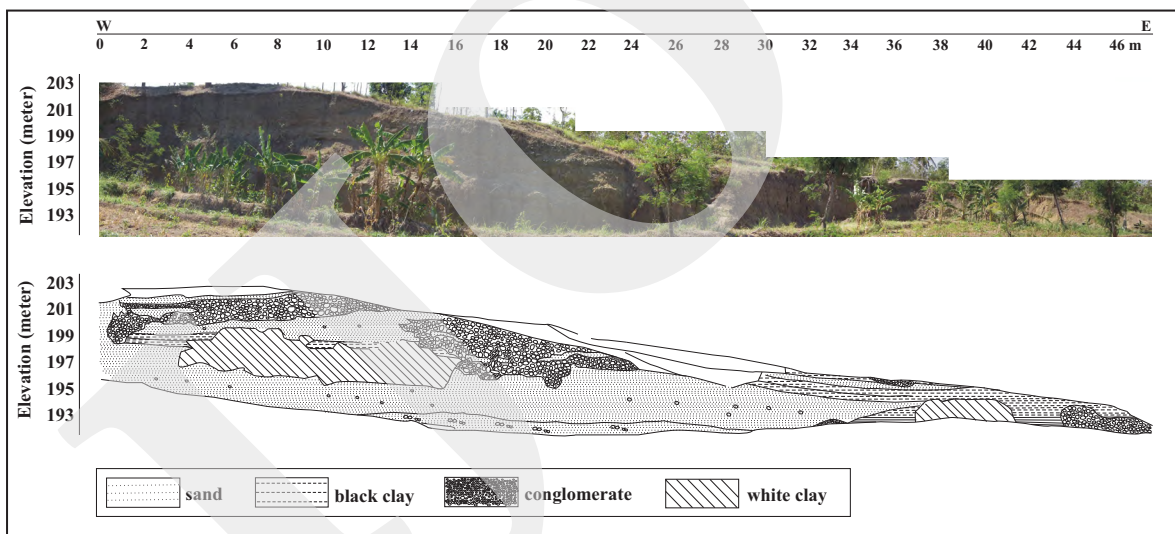 W E
0 2 4 6 8 10 12 14 16 18 20 22 24 26 28 30 32 34 36 38 40 42 44 46 m
Elevation (meter)
203
201
199
197
195
193
Elevation (meter)
203
201
199
197
195
193
sand black clay conglomerate white clay